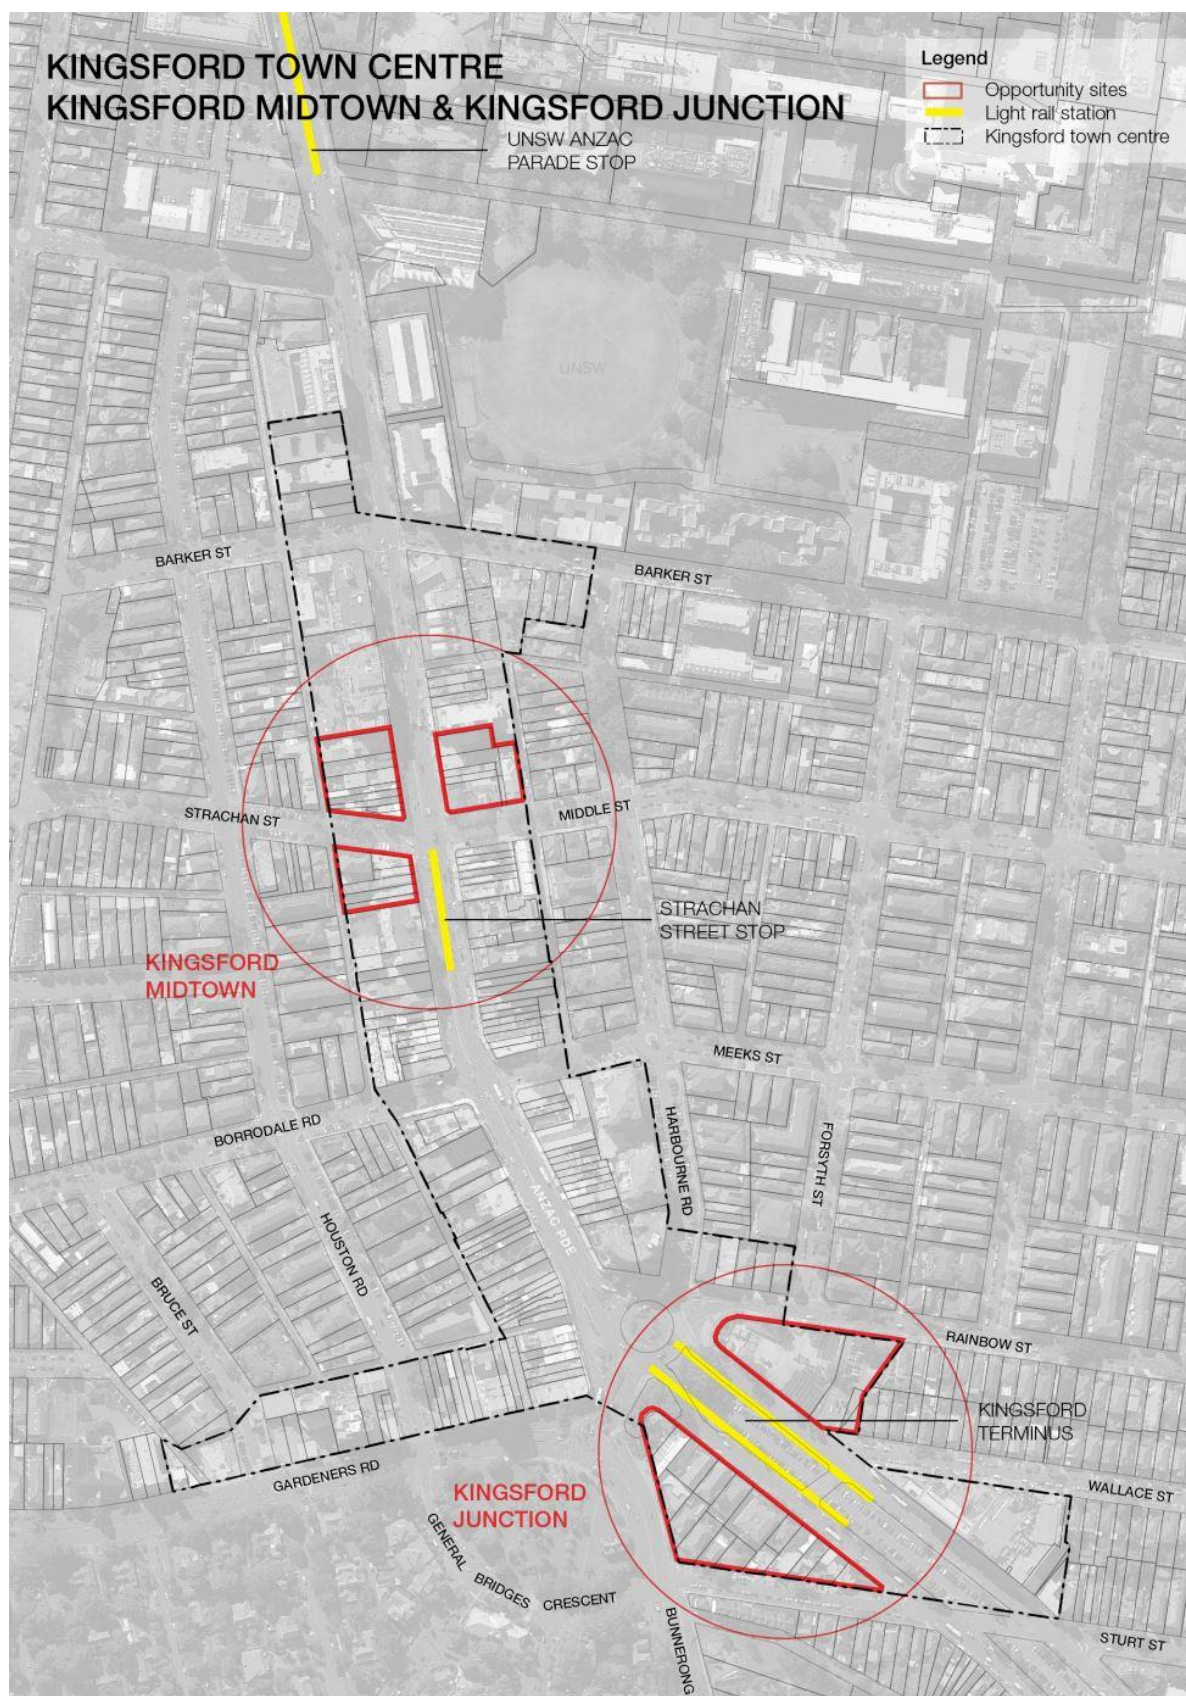 KINGSFORD TOWN CENTRE
KINGSFORD MIDTOWN & KINGSFORD JUNCTION
Legend
Opportunity sites
Light rail station
Kingsford town centre
UNSW ANZAC
PARADE STOP
UNSW
BARKER ST
BARKER ST
STRACHAN ST
MIDDLE ST
STRACHAN
STREET STOP
KINGSFORD
MIDTOWN
MEEKS ST
BORRODALE RD
HARBOURNE RD
FORSYTH ST
ANZAC PDE
HOUSTON RD
BRUCE ST
RAINBOW ST
KINGSFORD
TERMINUS
GARDENERS RD
WALLACE ST
KINGSFORD
JUNCTION
GENERAL BRIDGES CRESCENT
BUNNERONG
STURT ST